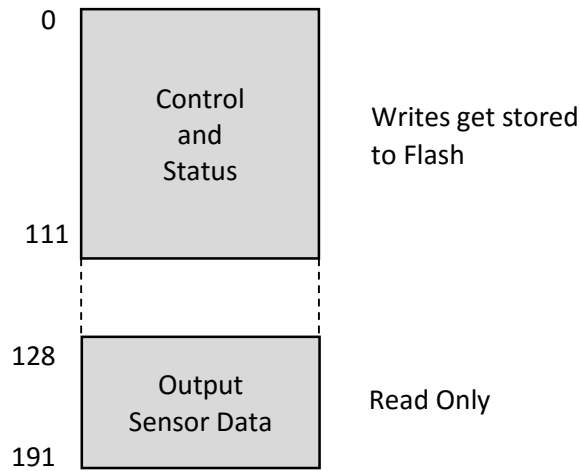 0
Control
and
Status
Writes get stored
to Flash
111
128
Output
Sensor Data
Read Only
191